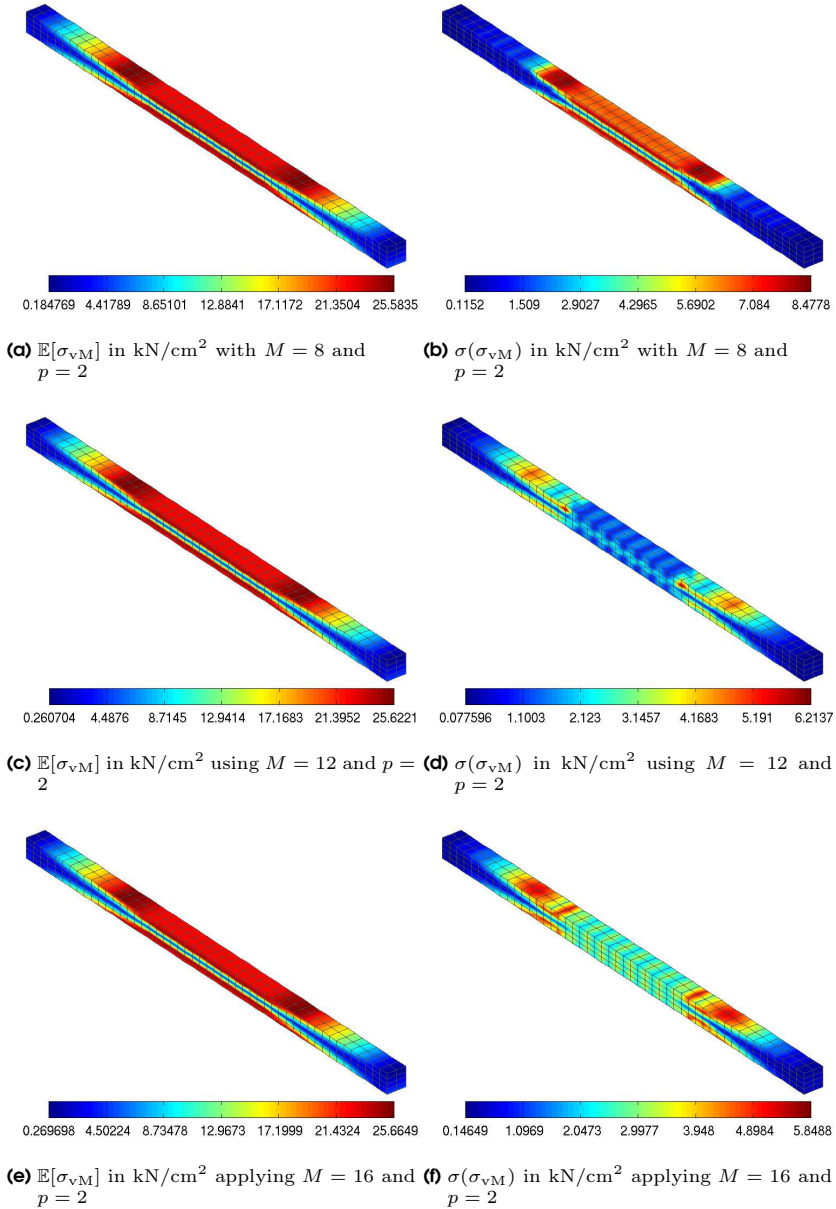 0.184769 4.41789 8.65101 12.8841 17.1172 21.3504 25.5835
0.1152 1.509 2.9027 4.2965 5.6902 7.084 8.4778
(a) 𝔼[σvM] in kN/cm² with M = 8 and
p = 2
(b) σ(σvM) in kN/cm² with M = 8 and
p = 2
0.260704 4.4876 8.7145 12.9414 17.1683 21.3952 25.6221
0.077596 1.1003 2.123 3.1457 4.1683 5.191 6.2137
(c) 𝔼[σvM] in kN/cm² using M = 12 and p =
2
(d) σ(σvM) in kN/cm² using M = 12 and
p = 2
0.269698 4.50224 8.73478 12.9673 17.1999 21.4324 25.6649
0.14649 1.0969 2.0473 2.9977 3.948 4.8984 5.8488
(e) 𝔼[σvM] in kN/cm² applying M = 16 and
p = 2
(f) σ(σvM) in kN/cm² applying M = 16 and
p = 2